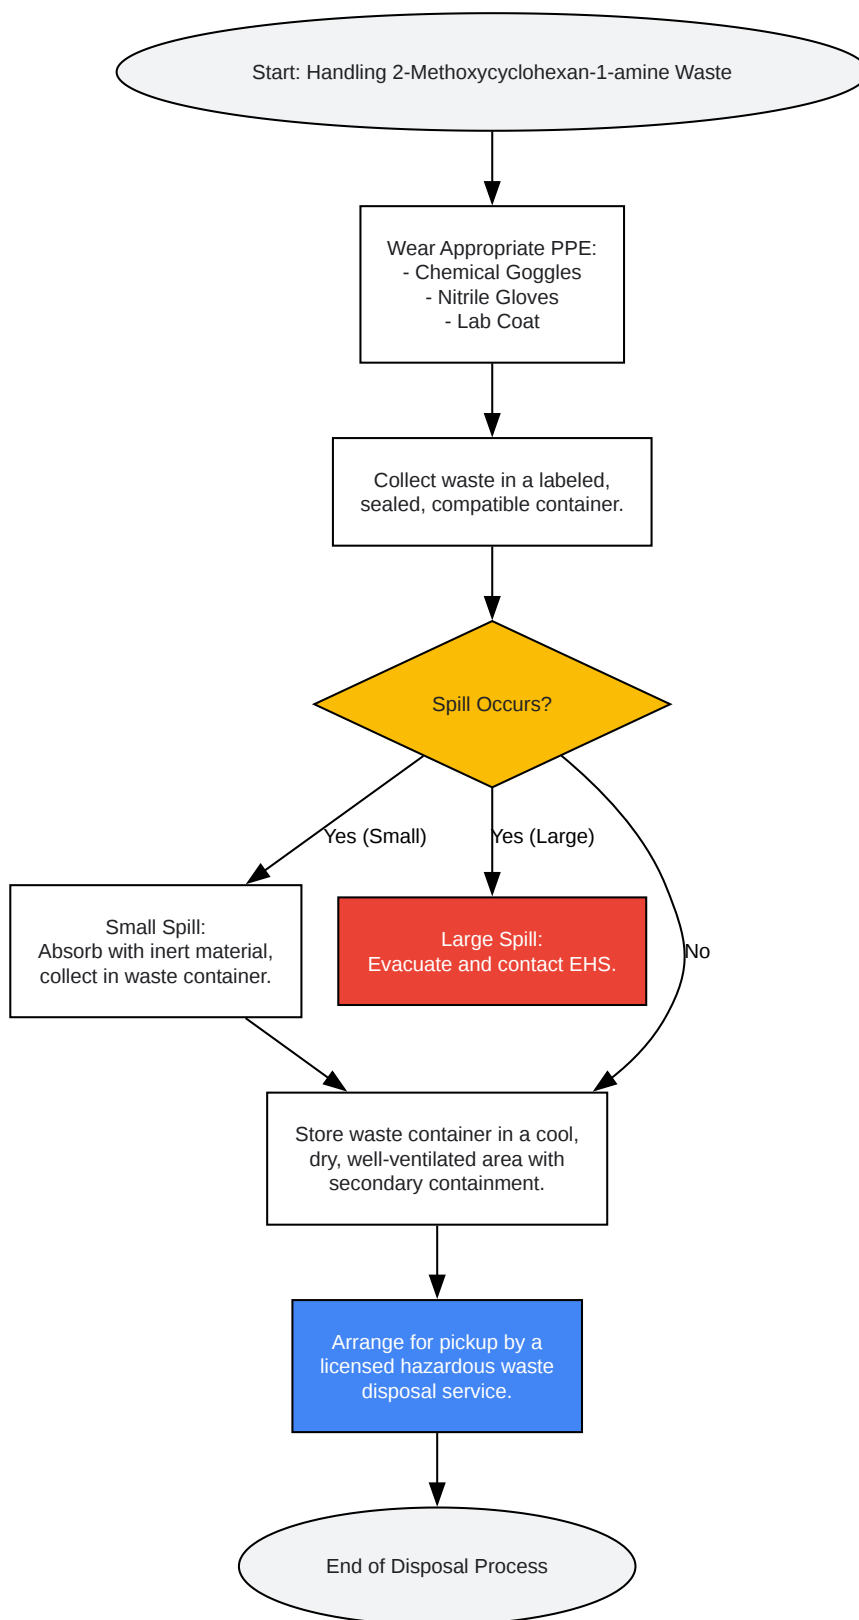 Start: Handling 2-Methoxycyclohexan-1-amine Waste
Wear Appropriate PPE:
- Chemical Goggles
- Nitrile Gloves
- Lab Coat
Collect waste in a labeled,
sealed, compatible container.
Spill Occurs?
Yes (Small)
Yes (Large)
Small Spill:
Absorb with inert material,
collect in waste container.
Large Spill:
Evacuate and contact EHS.
No
Store waste container in a cool,
dry, well-ventilated area with
secondary containment.
Arrange for pickup by a
licensed hazardous waste
disposal service.
End of Disposal Process